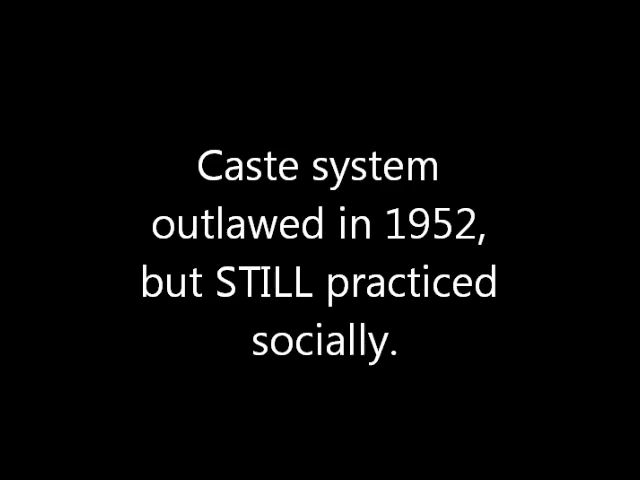 Caste system
outlawed in 1952,
but STILL practiced
socially.